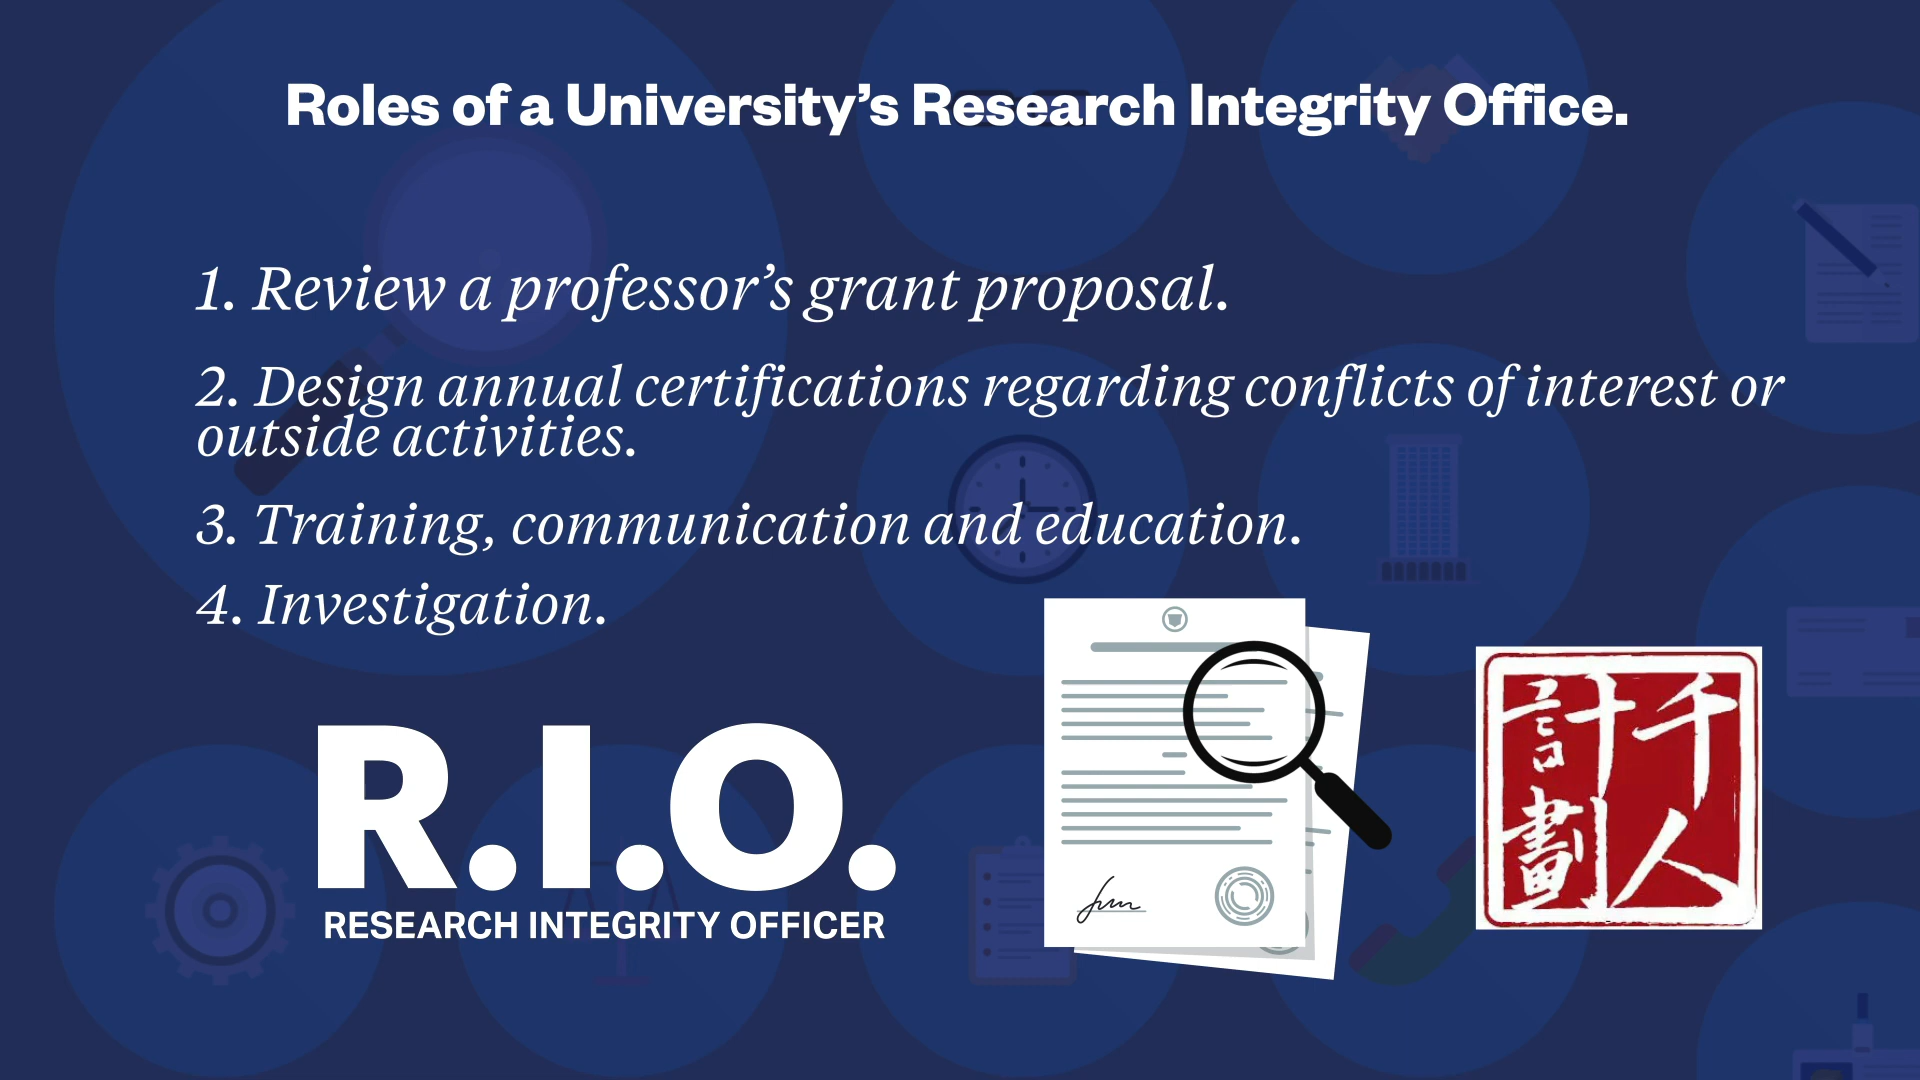 Roles of a University’s Research Integrity Office.
1. Review a professor’s grant proposal.
2. Design annual certifications regarding conflicts of interest or
outside activities.
3. Training, communication and education.
4. Investigation.
R.I.O.
RESEARCH INTEGRITY OFFICER
千人
計劃